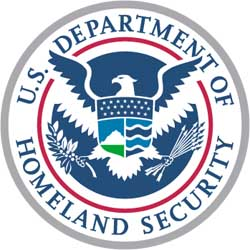 U.S. DEPARTMENT OF
HOMELAND SECURITY